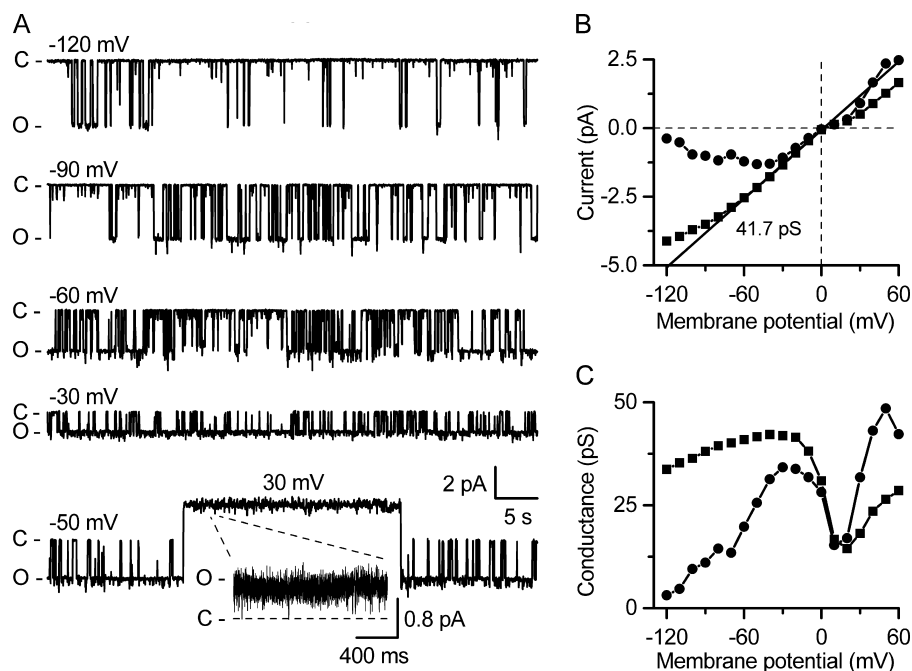 A
-120 mV
C -
O -
-90 mV
C -
O -
-60 mV
C -
O -
-30 mV
C -
O -
30 mV
2 pA
5 s
-50 mV
C -
O -
O -
C -
0.8 pA
400 ms
B
Current (pA)
2.5
0.0
-2.5
-5.0
41.7 pS
-120 -60 0 60
Membrane potential (mV)
C
Conductance (pS)
50
25
0
-120 -60 0 60
Membrane potential (mV)